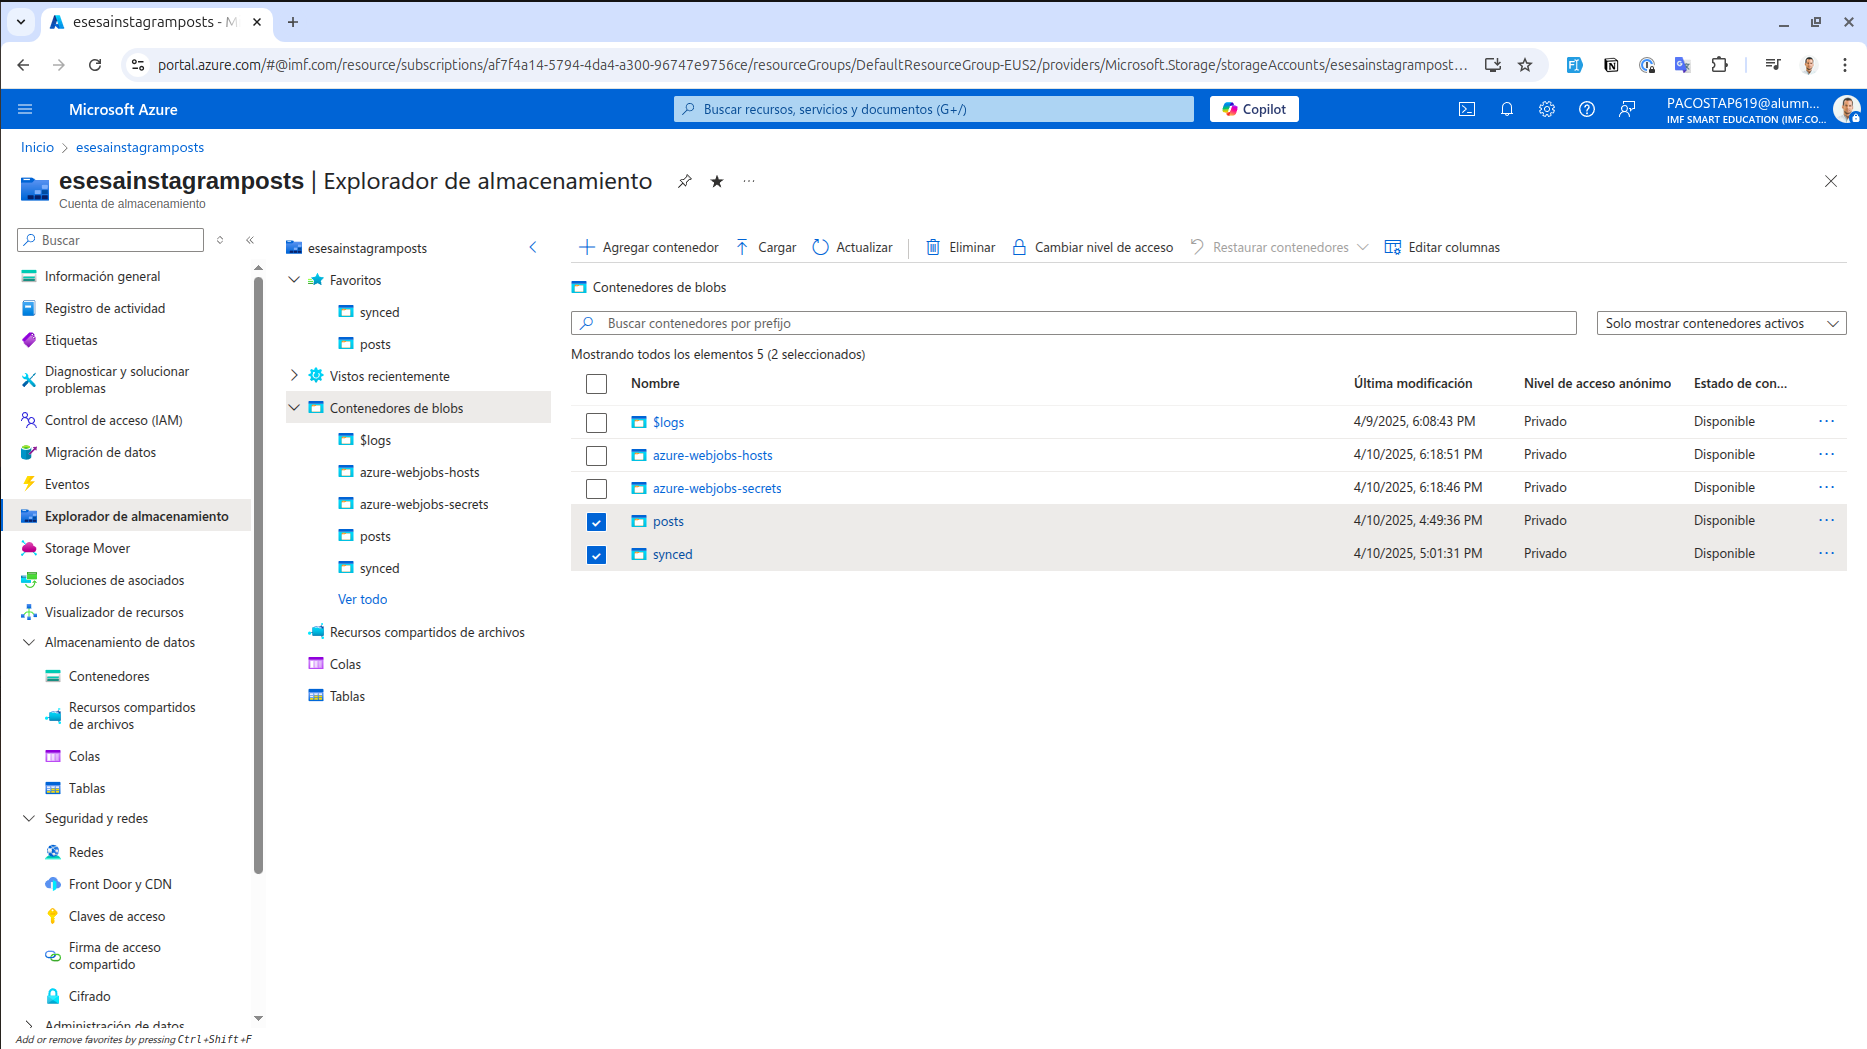 esesainstagramposts - M
portal.azure.com/#@imf.com/resource/subscriptions/af7f4a14-5794-4da4-a300-96747e9756ce/resourceGroups/DefaultResourceGroup-EUS2/providers/Microsoft.Storage/storageAccounts/esesainstagrampost...
Microsoft Azure
Buscar recursos, servicios y documentos (G+/)
Copilot
PACOSTAP619@alumn...
IMF SMART EDUCATION (IMF.CO...
Inicio > esesainstagramposts
esesainstagramposts | Explorador de almacenamiento
Cuenta de almacenamiento
Buscar
Información general
Registro de actividad
Etiquetas
Diagnosticar y solucionar
problemas
Control de acceso (IAM)
Migración de datos
Eventos
Explorador de almacenamiento
Storage Mover
Soluciones de asociados
Visualizador de recursos
Almacenamiento de datos
Contenedores
Recursos compartidos
de archivos
Colas
Tablas
Seguridad y redes
Redes
Front Door y CDN
Claves de acceso
Firma de acceso
compartido
Cifrado
Administración de datos
Add or remove favorites by pressing Ctrl+Shift+F
esesainstagramposts
Favoritos
synced
posts
Vistos recientemente
Contenedores de blobs
$logs
azure-webjobs-hosts
azure-webjobs-secrets
posts
synced
Ver todo
Recursos compartidos de archivos
Colas
Tablas
Agregar contenedor Cargar Actualizar Eliminar Cambiar nivel de acceso Restaurar contenedores Editar columnas
Contenedores de blobs
Buscar contenedores por prefijo
Solo mostrar contenedores activos
Mostrando todos los elementos 5 (2 seleccionados)
Nombre Última modificación Nivel de acceso anónimo Estado de con...
$logs 4/9/2025, 6:08:43 PM Privado Disponible ...
azure-webjobs-hosts 4/10/2025, 6:18:51 PM Privado Disponible ...
azure-webjobs-secrets 4/10/2025, 6:18:46 PM Privado Disponible ...
posts 4/10/2025, 4:49:36 PM Privado Disponible ...
synced 4/10/2025, 5:01:31 PM Privado Disponible ...